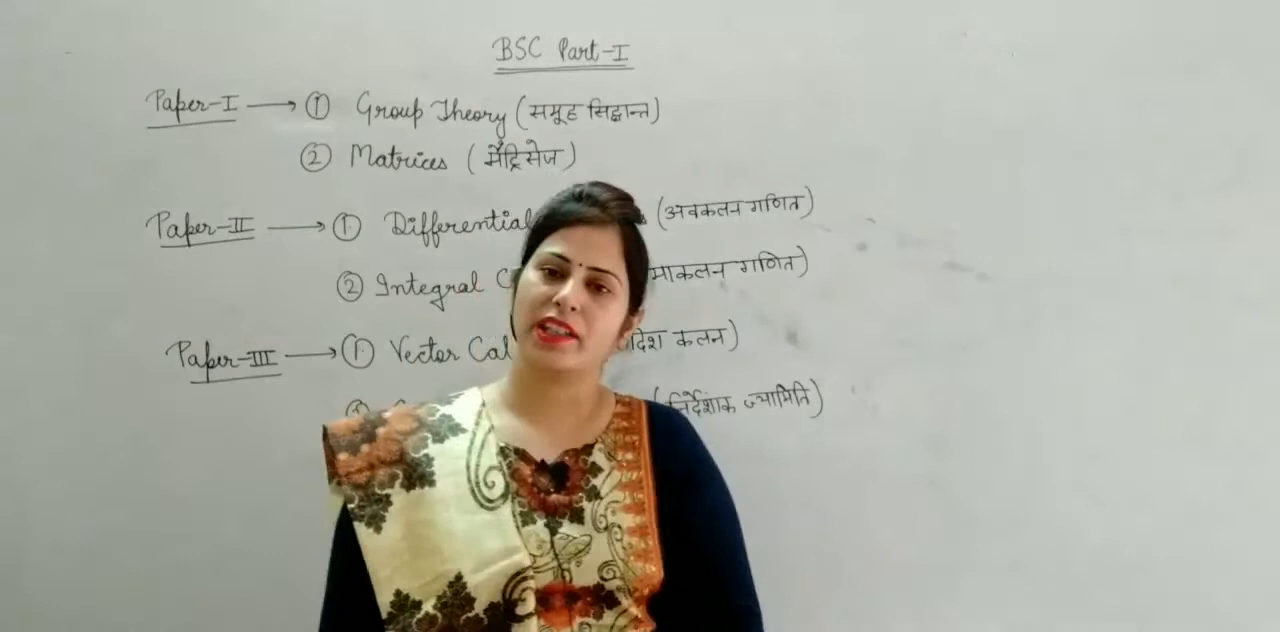 BSC Part-I
Paper-I → ① Group Theory (समूह सिद्धान्त)
② Matrices (मैट्रिसेज)
Paper-II → ① Differential (अवकलन गणित)
② Integral C माकलन गणित)
Paper-III → ① Vector Cal दिश कलन)
② (निर्देशांक ज्यामिति)